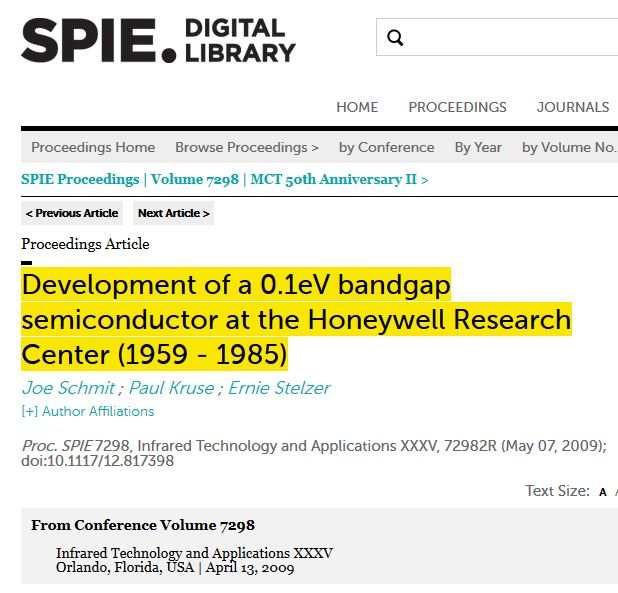 SPIE. DIGITAL
LIBRARY
HOME PROCEEDINGS JOURNALS
Proceedings Home Browse Proceedings > by Conference By Year by Volume No.
SPIE Proceedings | Volume 7298 | MCT 50th Anniversary II >
< Previous Article Next Article >
Proceedings Article
Development of a 0.1eV bandgap
semiconductor at the Honeywell Research
Center (1959 - 1985)
Joe Schmit ; Paul Kruse ; Ernie Stelzer
[+] Author Affiliations
Proc. SPIE 7298, Infrared Technology and Applications XXXV, 72982R (May 07, 2009);
doi:10.1117/12.817398
Text Size: A
From Conference Volume 7298
Infrared Technology and Applications XXXV
Orlando, Florida, USA | April 13, 2009